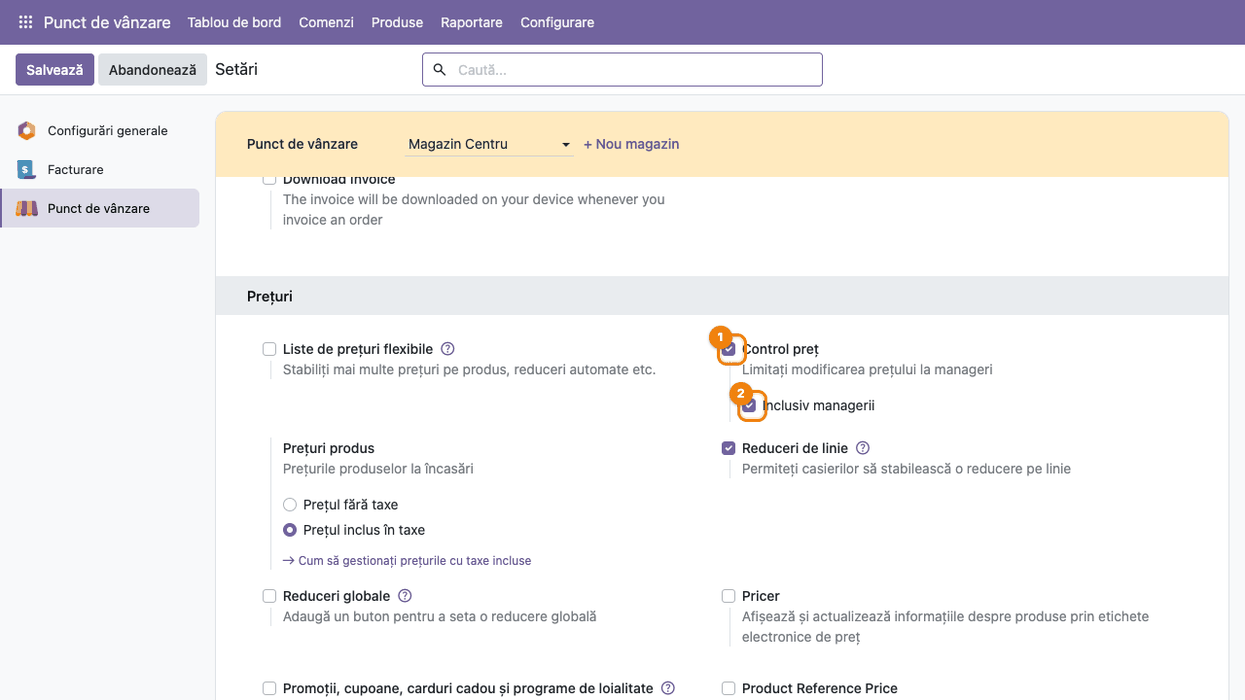 Punct de vânzare Tablou de bord Comenzi Produse Raportare Configurare
Salvează Abandonează Setări Caută...
Configurări generale
Facturare
Punct de vânzare
Punct de vânzare Magazin Centru + Nou magazin
Download Invoice
The invoice will be downloaded on your device whenever you
invoice an order
Prețuri
Liste de prețuri flexibile ?
Stabiliți mai multe prețuri pe produs, reduceri automate etc.
1 Control preț
Limitați modificarea prețului la manageri
2 Inclusiv managerii
Prețuri produs
Prețurile produselor la încasări
Prețul fără taxe
Prețul inclus în taxe
→ Cum să gestionați prețurile cu taxe incluse
Reduceri de linie ?
Permiteți casierilor să stabilească o reducere pe linie
Reduceri globale ?
Adaugă un buton pentru a seta o reducere globală
Pricer
Afișează și actualizează informațiile despre produse prin etichete
electronice de preț
Promoții, cupoane, carduri cadou și programe de loialitate ?
Product Reference Price